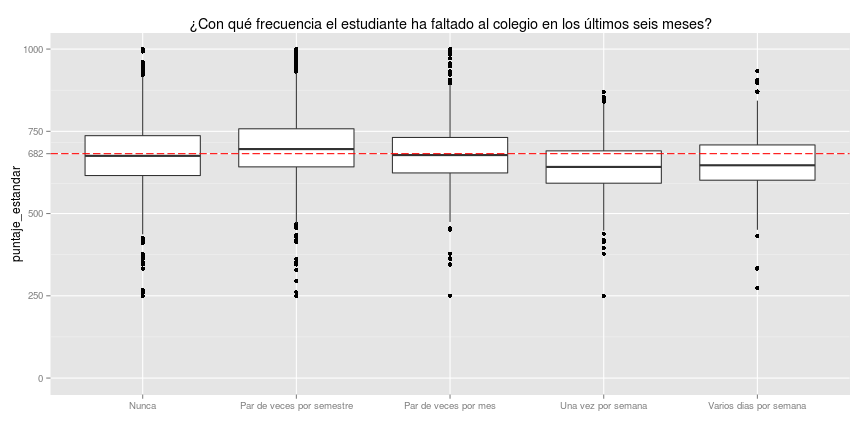 ¿Con qué frecuencia el estudiante ha faltado al colegio en los últimos seis meses?
puntaje_estandar
1000
750
682
500
250
0
Nunca
Par de veces por semestre
Par de veces por mes
Una vez por semana
Varios dias por semana